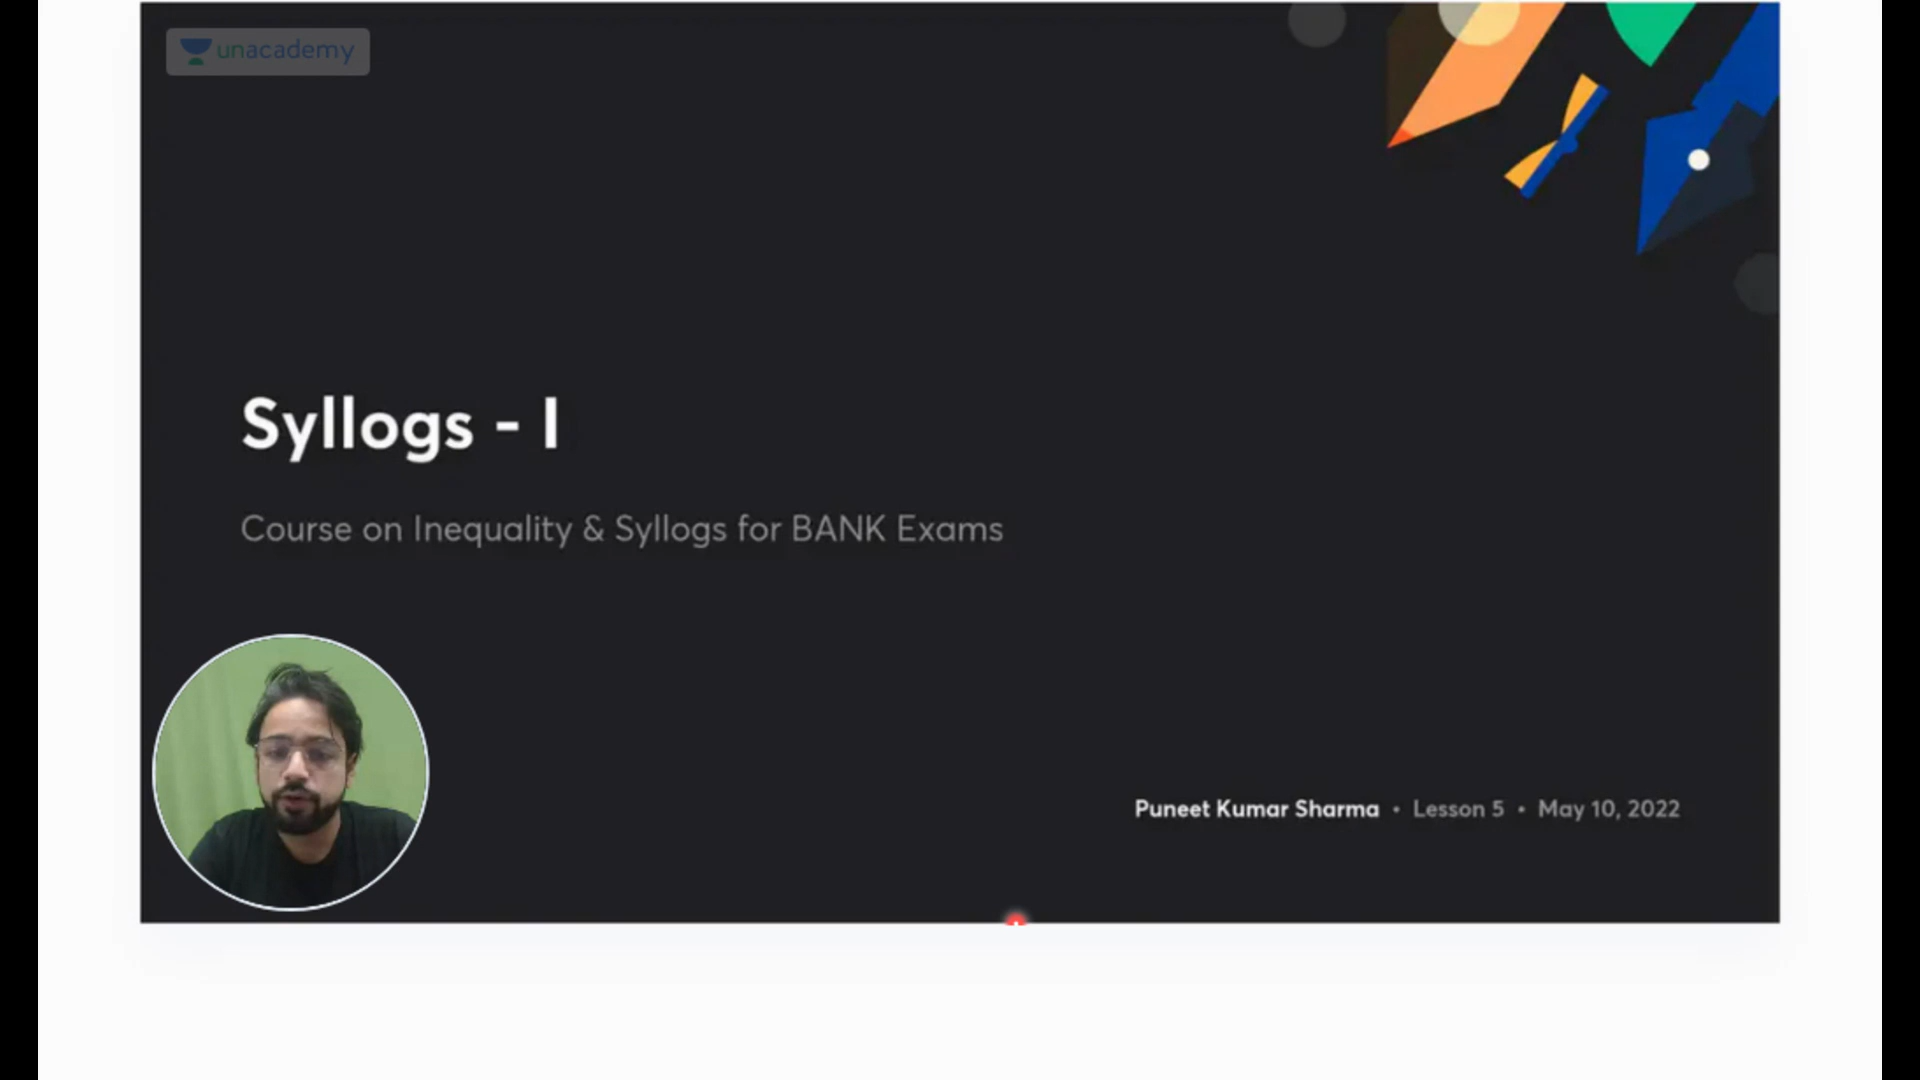 unacademy
Syllogs - I
Course on Inequality & Syllogs for BANK Exams
Puneet Kumar Sharma • Lesson 5 • May 10, 2022